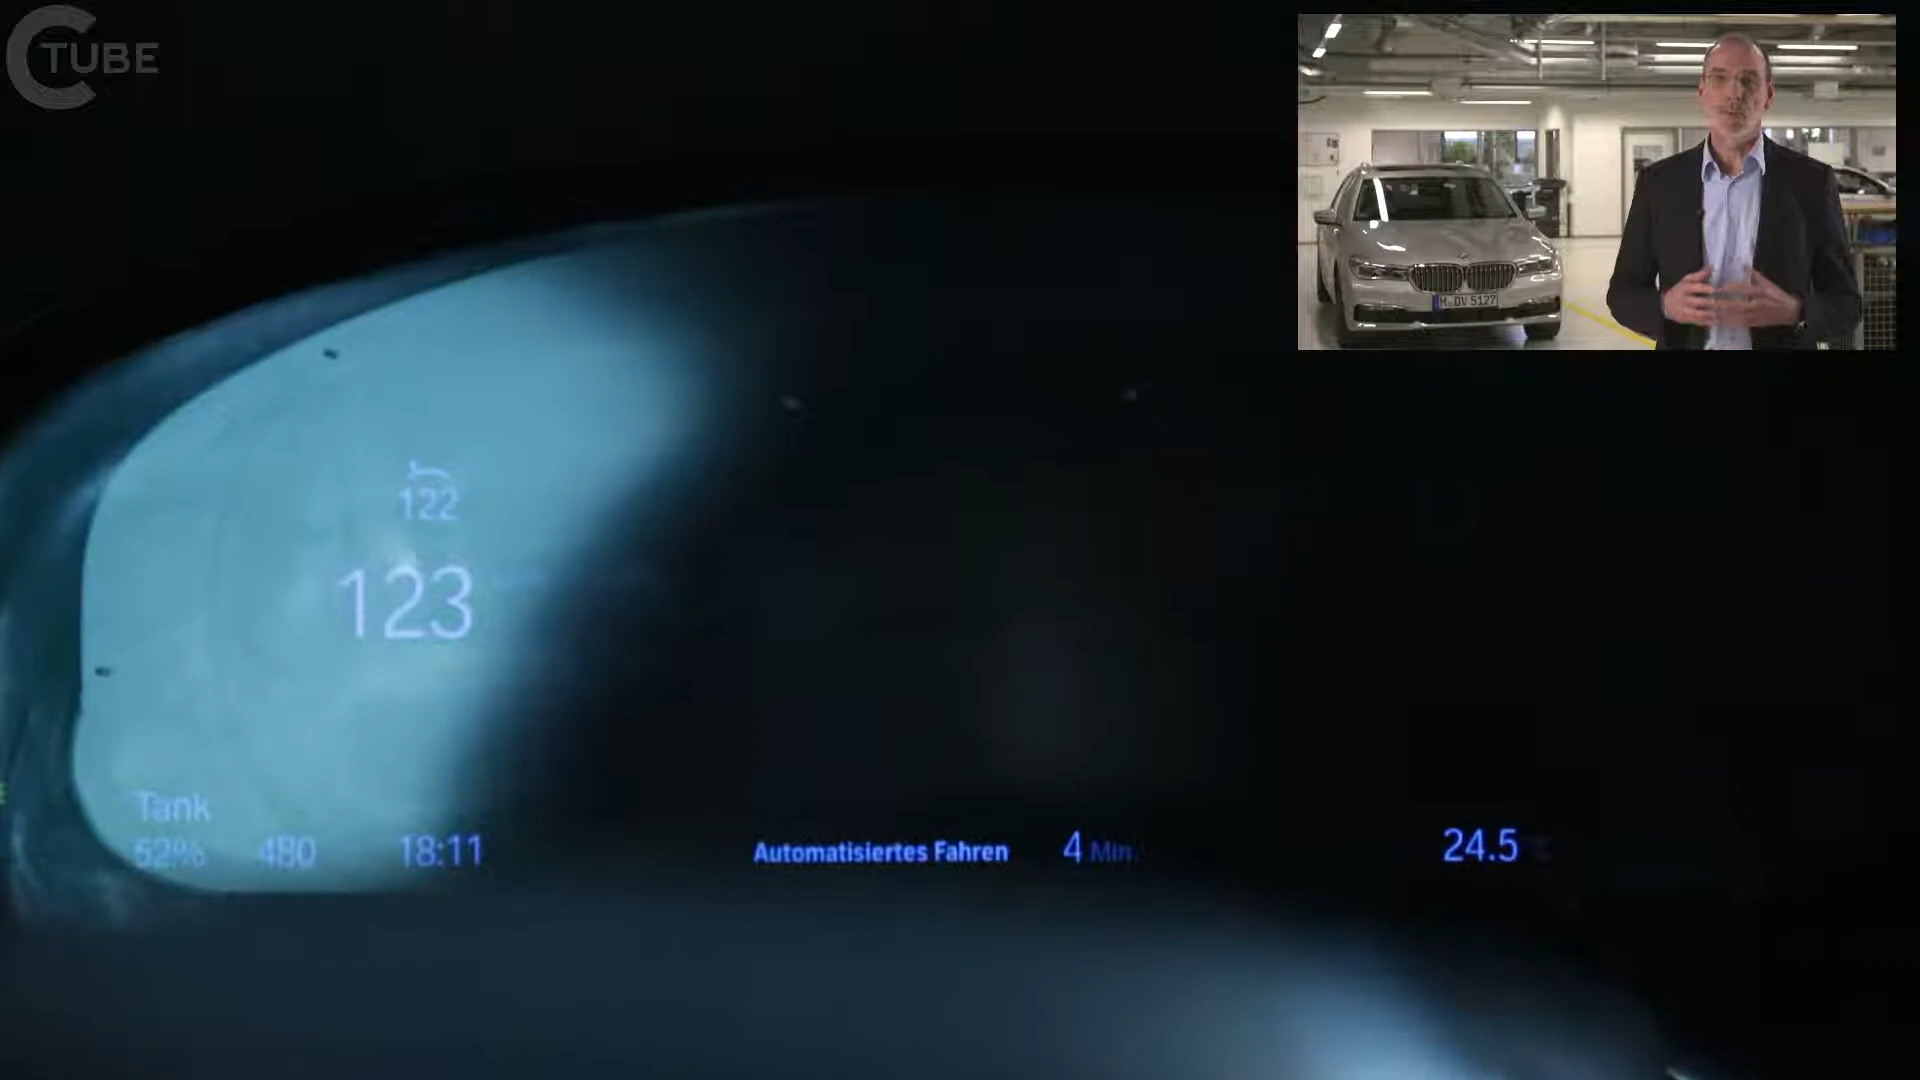 C TUBE
M DV 5127
122
123
Tank
52% 480 18:11
Automatisiertes Fahren 4 Min.
24.5